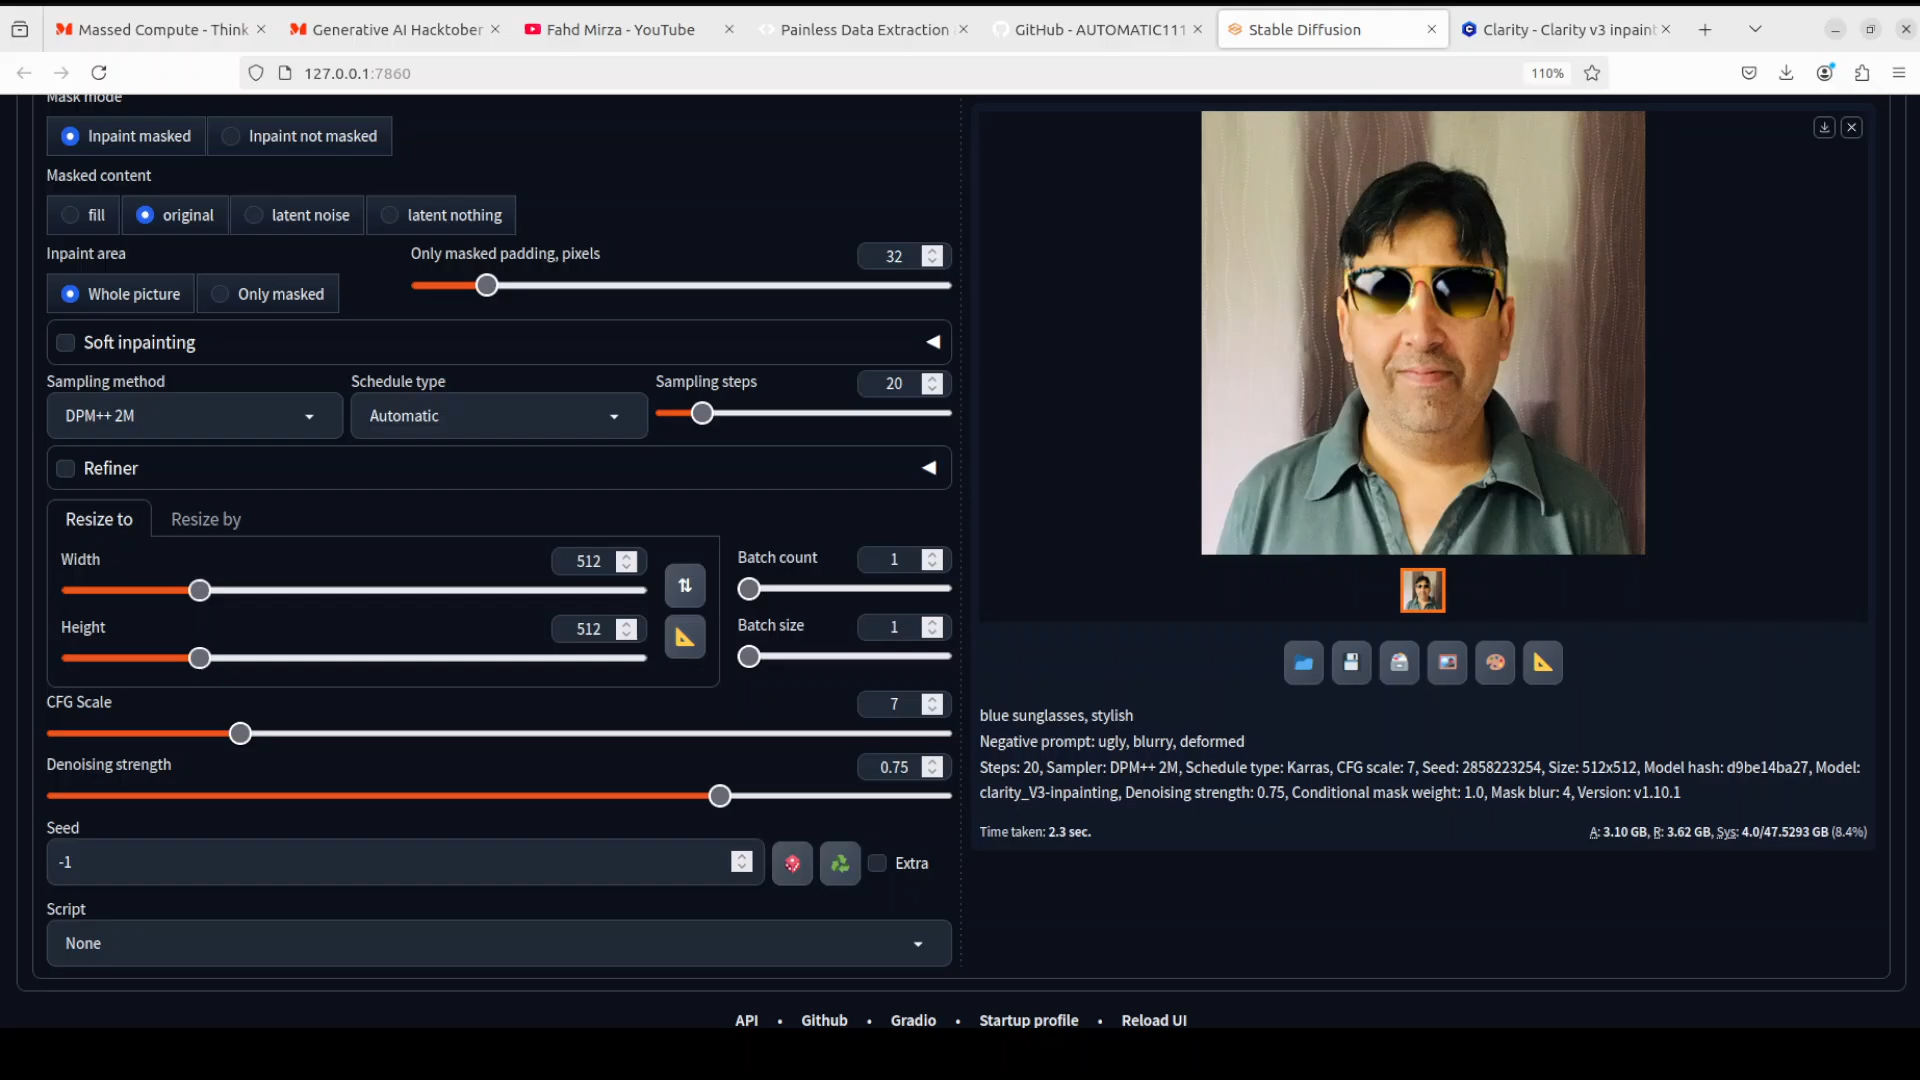 Massed Compute - Think
Generative AI Hacktober
Fahd Mirza - YouTube
Painless Data Extraction
GitHub - AUTOMATIC111
Stable Diffusion
Clarity - Clarity v3 inpaint
127.0.0.1:7860
110%
Mask mode
Inpaint masked
Inpaint not masked
Masked content
fill
original
latent noise
latent nothing
Inpaint area
Only masked padding, pixels
32
Whole picture
Only masked
Soft inpainting
Sampling method
Schedule type
Sampling steps
20
DPM++ 2M
Automatic
Refiner
Resize to
Resize by
Width
512
Height
512
Batch count
1
Batch size
1
CFG Scale
7
Denoising strength
0.75
Seed
-1
Extra
Script
None
blue sunglasses, stylish
Negative prompt: ugly, blurry, deformed
Steps: 20, Sampler: DPM++ 2M, Schedule type: Karras, CFG scale: 7, Seed: 2858223254, Size: 512x512, Model hash: d9be14ba27, Model:
clarity_V3-inpainting, Denoising strength: 0.75, Conditional mask weight: 1.0, Mask blur: 4, Version: v1.10.1
Time taken: 2.3 sec.
A: 3.10 GB, R: 3.62 GB, Sys: 4.0/47.5293 GB (8.4%)
API • Github • Gradio • Startup profile • Reload UI